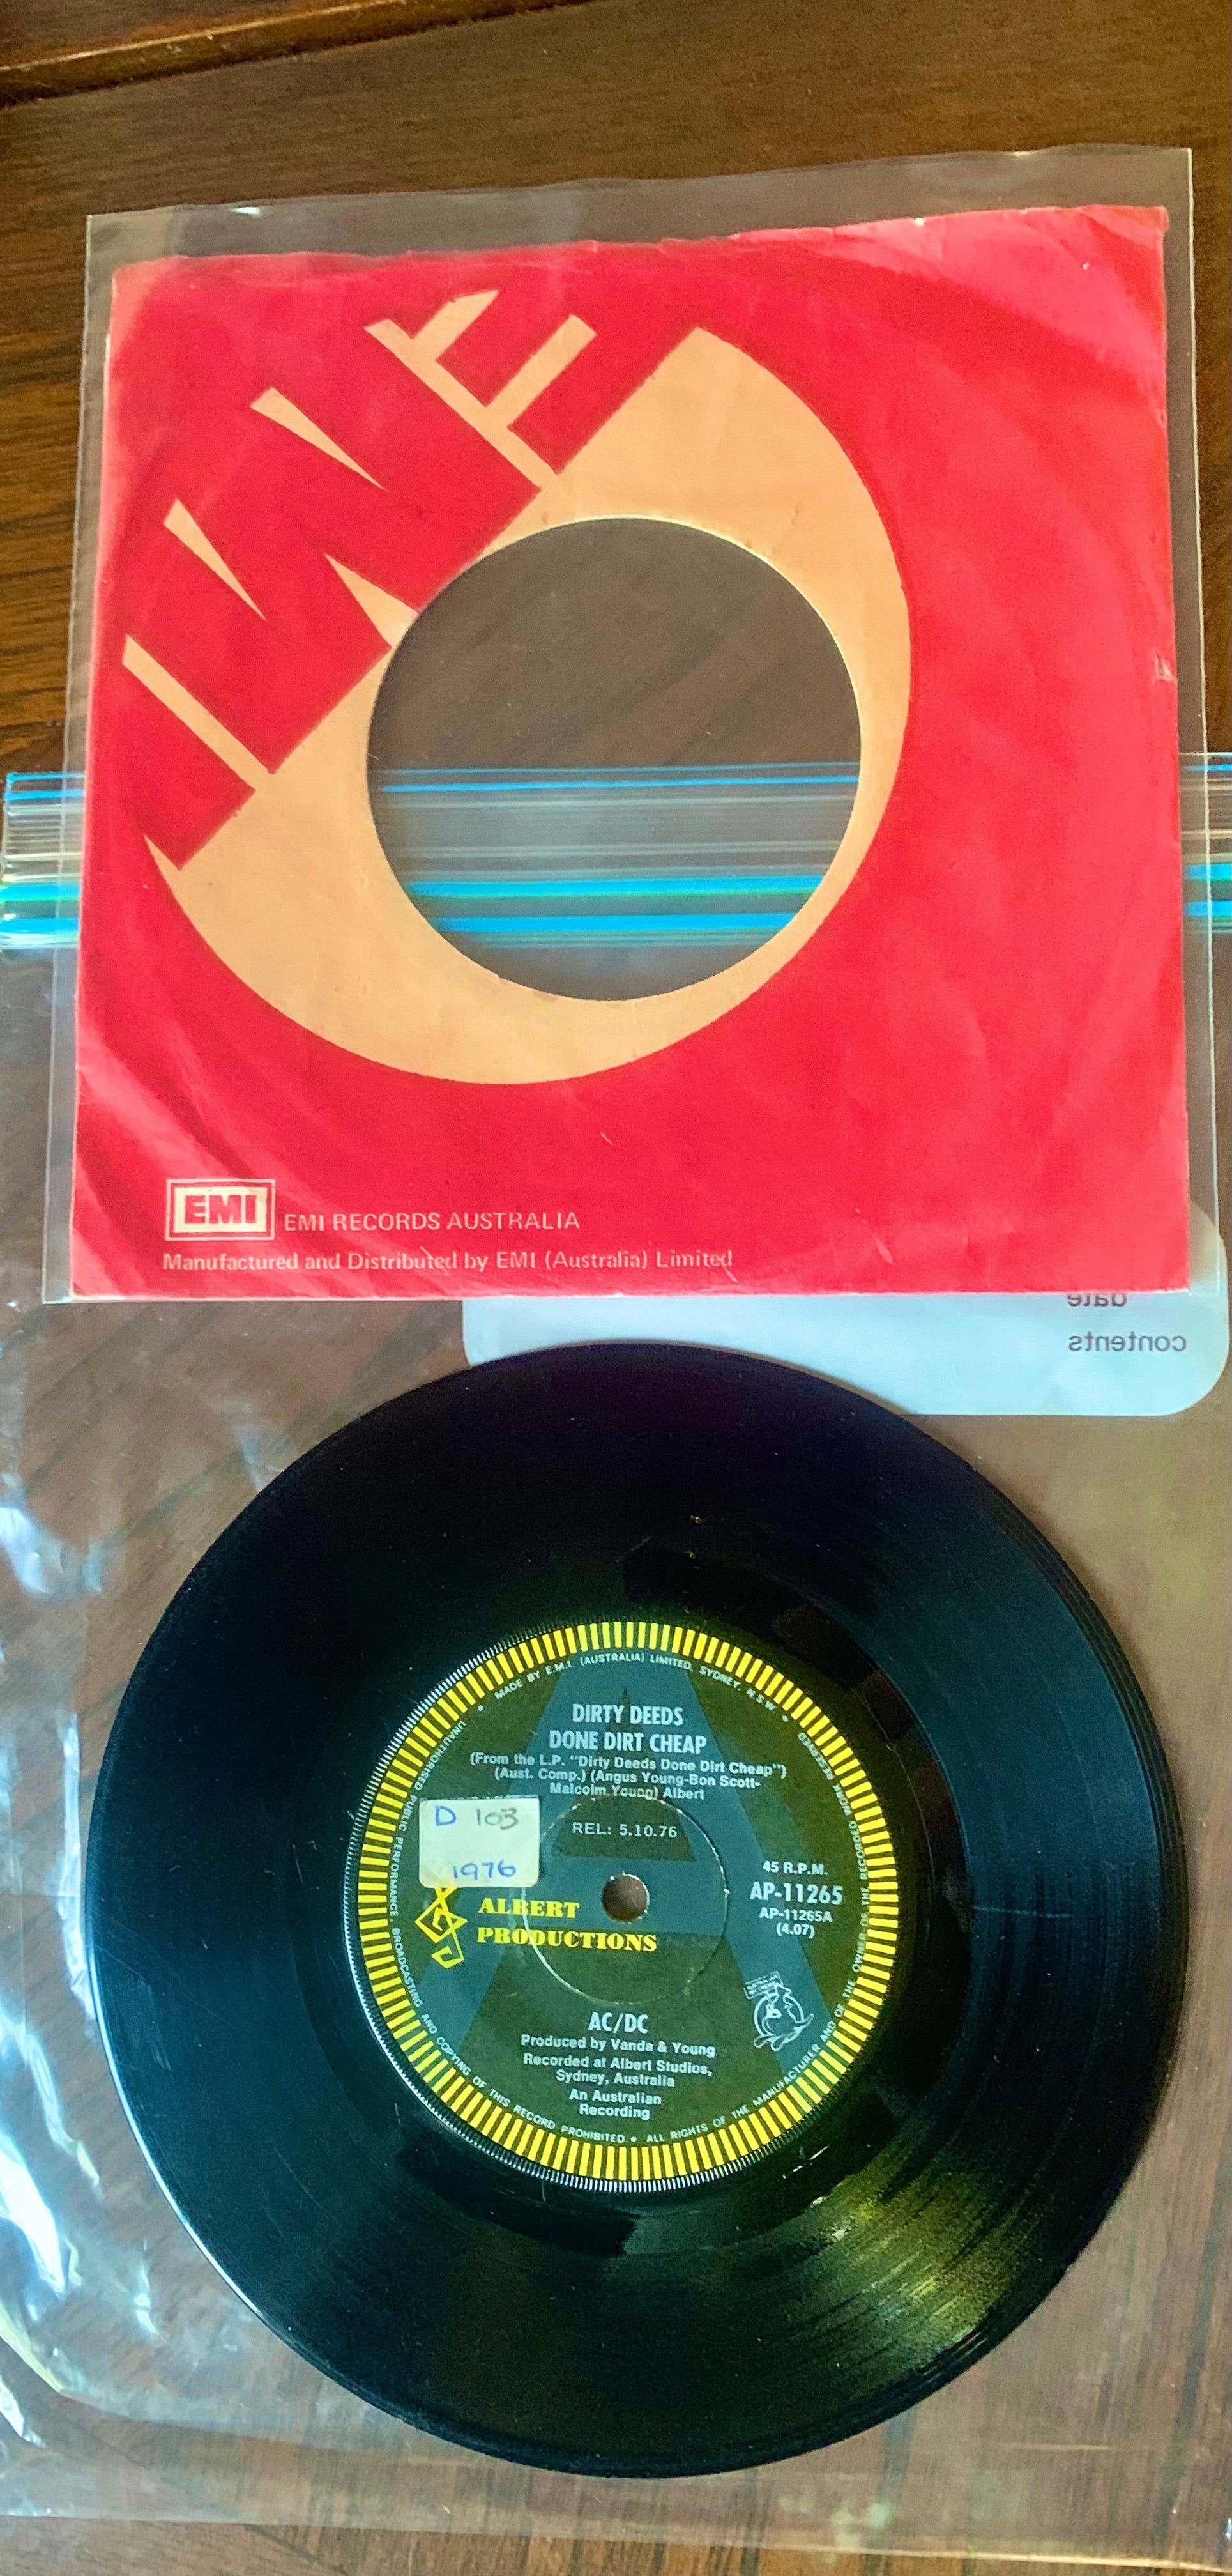 EMI
EMI
EMI RECORDS AUSTRALIA
Manufactured and Distributed by EMI (Australia) Limited
date
contents
MADE BY E.M.I. (AUSTRALIA) LIMITED, SYDNEY, N.S.W. • ALL RIGHTS OF THE MANUFACTURER AND OF THE OWNER OF THE RECORDED WORK RESERVED
UNAUTHORISED PUBLIC PERFORMANCE, BROADCASTING AND COPYING OF THIS RECORD PROHIBITED •
DIRTY DEEDS
DONE DIRT CHEAP
(From the L.P. "Dirty Deeds Done Dirt Cheap")
(Aust. Comp.) (Angus Young-Bon Scott-
Malcolm Young) Albert
D 103
1976
REL: 5.10.76
45 R.P.M.
AP-11265
AP-11265A
(4.07)
ALBERT
PRODUCTIONS
AC/DC
Produced by Vanda & Young
Recorded at Albert Studios,
Sydney, Australia
An Australian
Recording